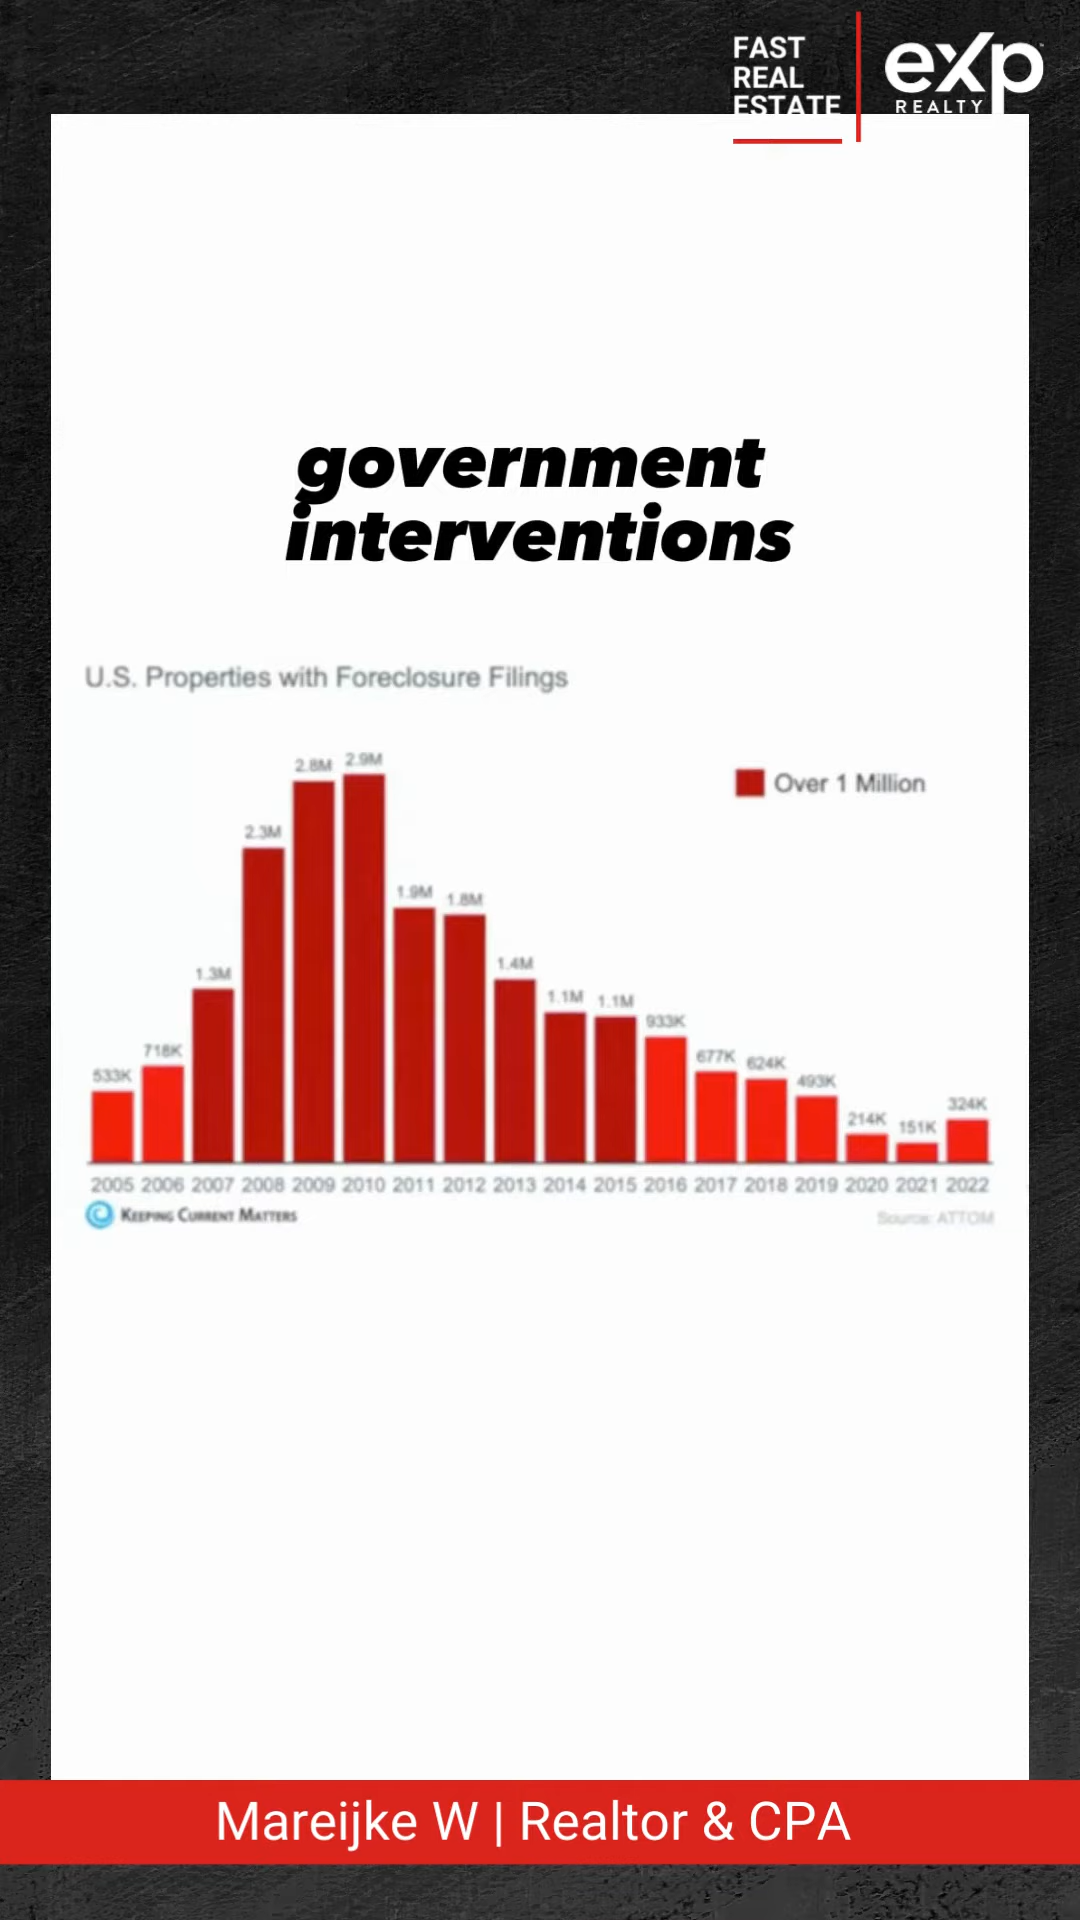 FAST
REAL
ESTATE
eXp
REALTY
government
interventions
U.S. Properties with Foreclosure Filings
Over 1 Million
2.8M 2.9M
2.3M
1.9M 1.8M
1.3M
1.4M
1.1M 1.1M
933K
718K
677K 624K
533K
493K
324K
214K 151K
2005 2006 2007 2008 2009 2010 2011 2012 2013 2014 2015 2016 2017 2018 2019 2020 2021 2022
KEEPING CURRENT MATTERS
Source: ATTOM
Mareijke W | Realtor & CPA